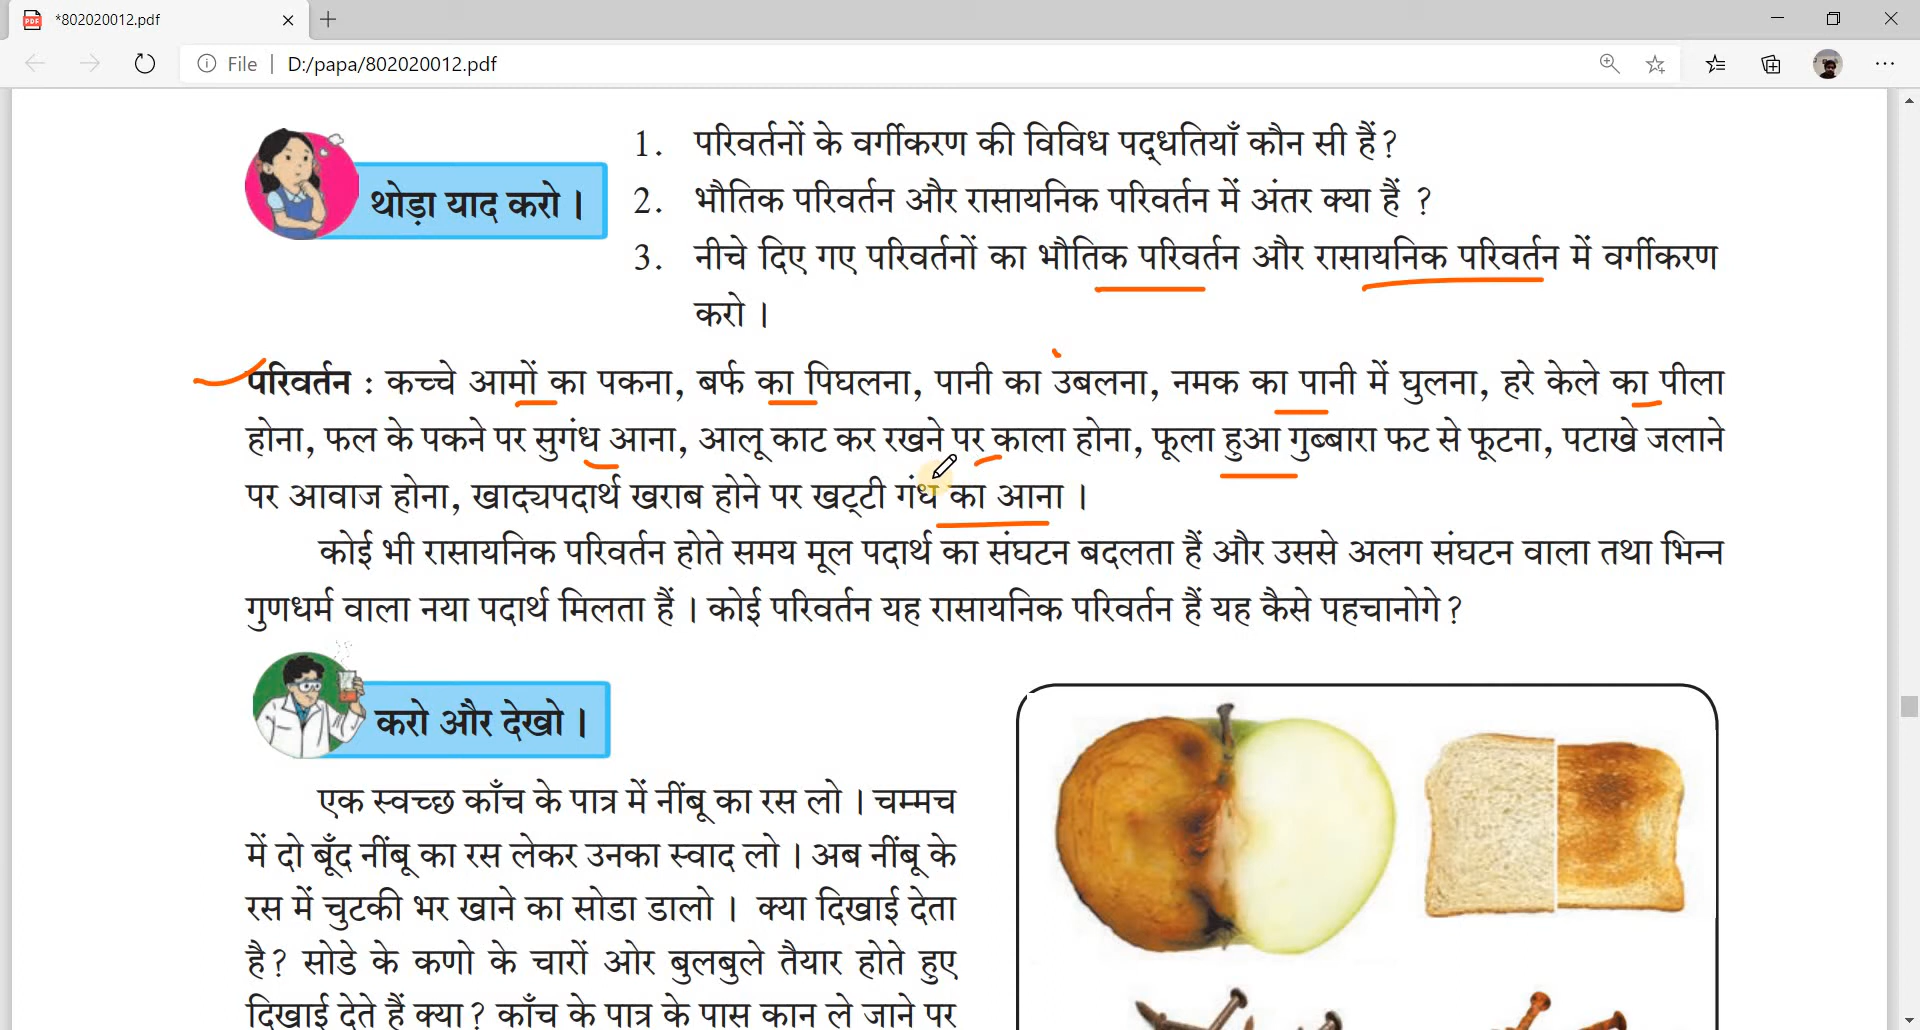 *802020012.pdf
File
D:/papa/802020012.pdf
थोड़ा याद करो ।
1. परिवर्तनों के वर्गीकरण की विविध पद्धतियाँ कौन सी हैं?
2. भौतिक परिवर्तन और रासायनिक परिवर्तन में अंतर क्या हैं ?
3. नीचे दिए गए परिवर्तनों का भौतिक परिवर्तन और रासायनिक परिवर्तन में वर्गीकरण
करो ।
परिवर्तन : कच्चे आमों का पकना, बर्फ का पिघलना, पानी का उबलना, नमक का पानी में घुलना, हरे केले का पीला
होना, फल के पकने पर सुगंध आना, आलू काट कर रखने पर काला होना, फूला हुआ गुब्बारा फट से फूटना, पटाखे जलाने
पर आवाज होना, खाद्यपदार्थ खराब होने पर खट्टी गंध का आना ।
कोई भी रासायनिक परिवर्तन होते समय मूल पदार्थ का संघटन बदलता हैं और उससे अलग संघटन वाला तथा भिन्न
गुणधर्म वाला नया पदार्थ मिलता हैं । कोई परिवर्तन यह रासायनिक परिवर्तन हैं यह कैसे पहचानोगे?
करो और देखो ।
एक स्वच्छ काँच के पात्र में नींबू का रस लो । चम्मच
में दो बूँद नींबू का रस लेकर उनका स्वाद लो । अब नींबू के
रस में चुटकी भर खाने का सोडा डालो । क्या दिखाई देता
है? सोडे के कणो के चारों ओर बुलबुले तैयार होते हुए
दिखाई देते हैं क्या? काँच के पात्र के पास कान ले जाने पर